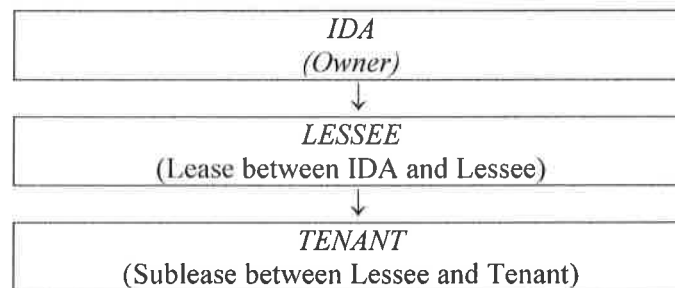 IDA
(Owner)
LESSEE
(Lease between IDA and Lessee)
TENANT
(Sublease between Lessee and Tenant)